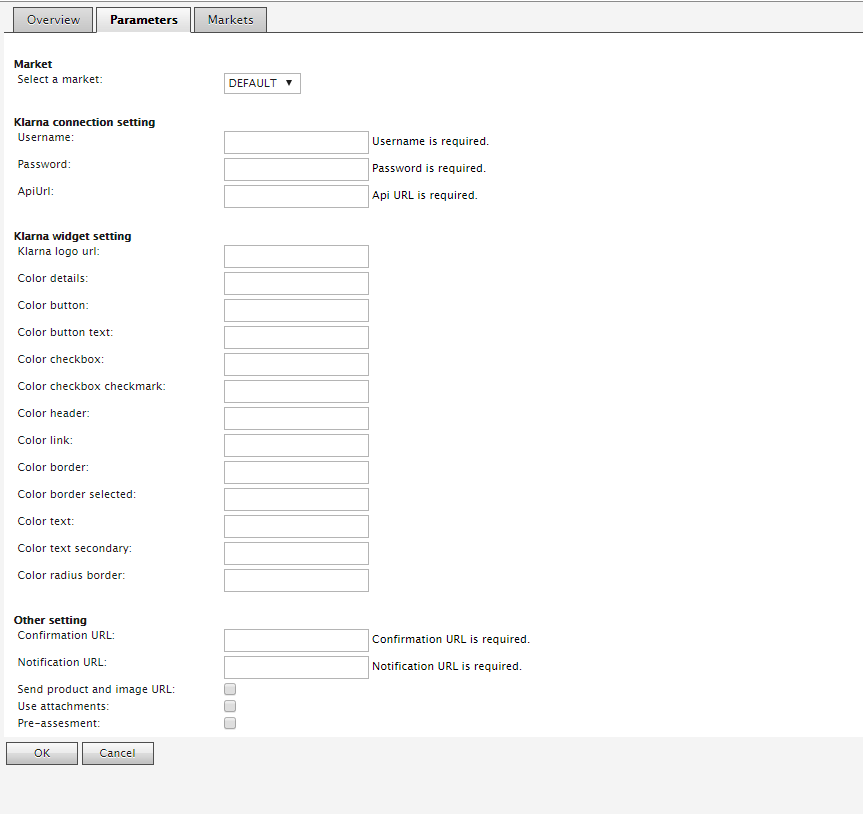 Overview Parameters Markets
Market
Select a market: DEFAULT ▼
Klarna connection setting
Username: Username is required.
Password: Password is required.
ApiUrl: Api URL is required.
Klarna widget setting
Klarna logo url:
Color details:
Color button:
Color button text:
Color checkbox:
Color checkbox checkmark:
Color header:
Color link:
Color border:
Color border selected:
Color text:
Color text secondary:
Color radius border:
Other setting
Confirmation URL: Confirmation URL is required.
Notification URL: Notification URL is required.
Send product and image URL:
Use attachments:
Pre-assesment:
OK Cancel